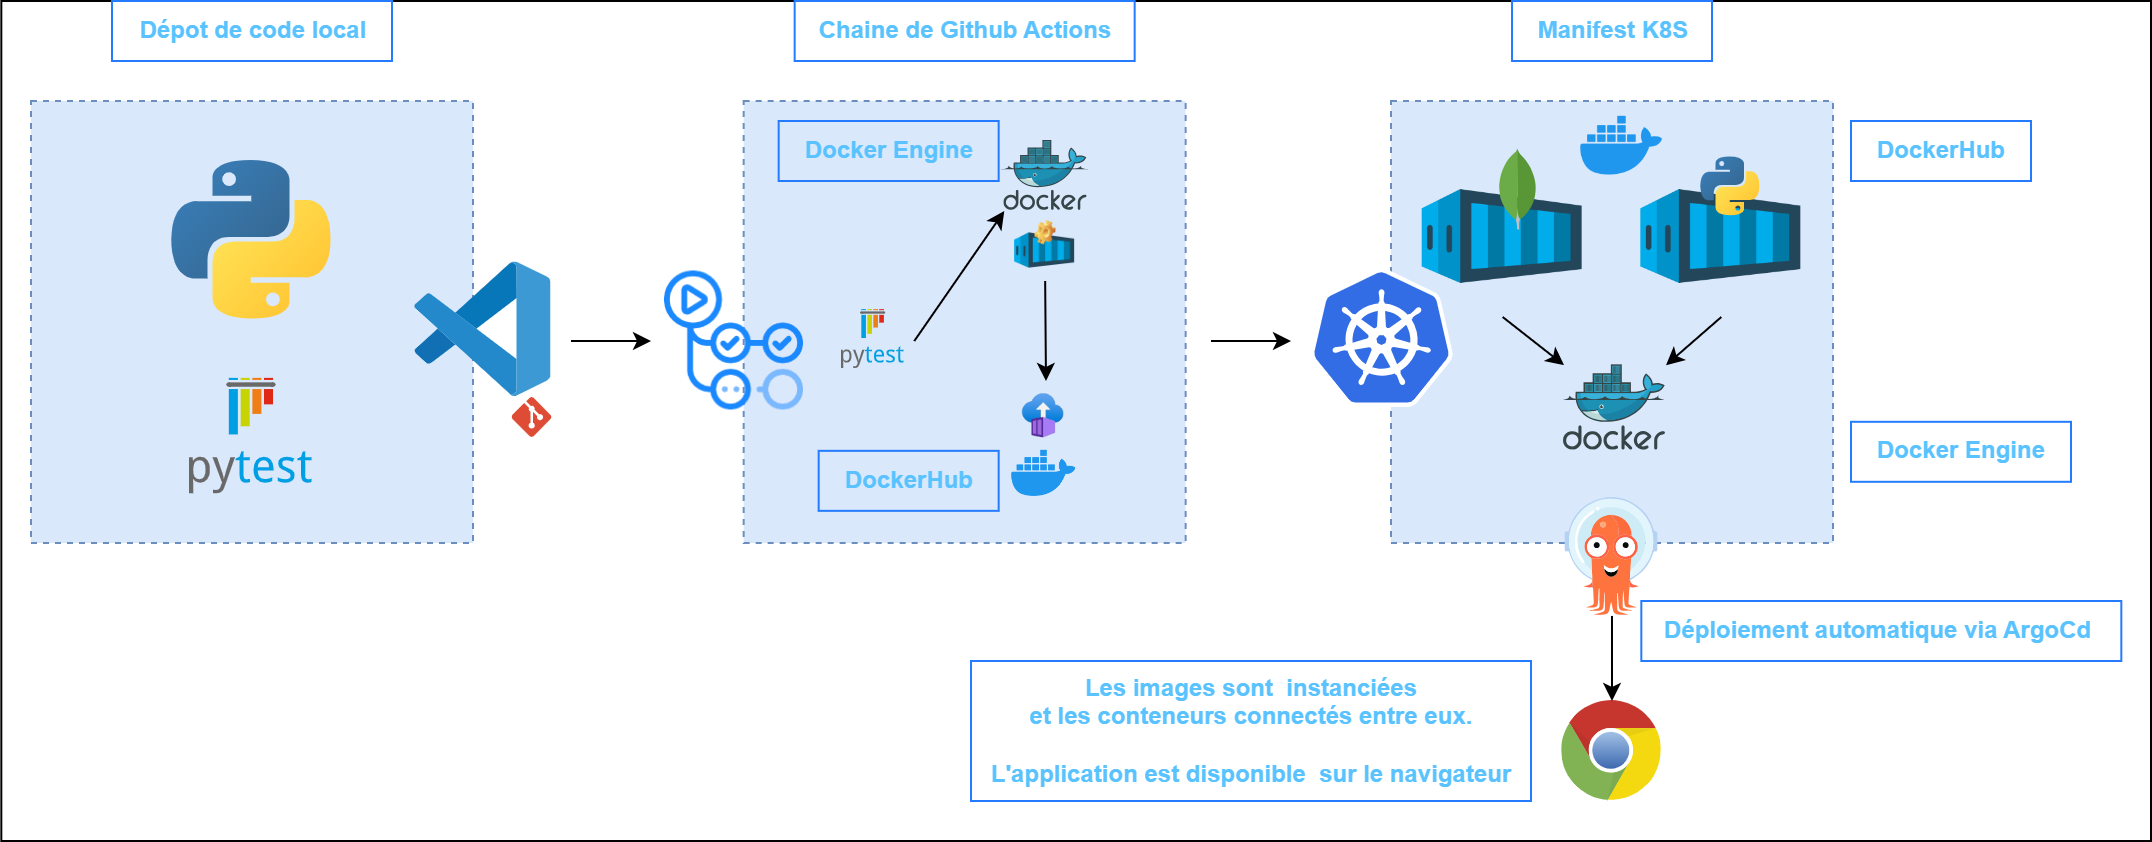 Dépot de code local
Chaine de Github Actions
Manifest K8S
Docker Engine
docker
DockerHub
pytest
pytest
docker
DockerHub
Docker Engine
Déploiement automatique via ArgoCd
Les images sont  instanciées
et les conteneurs connectés entre eux.
L'application est disponible  sur le navigateur